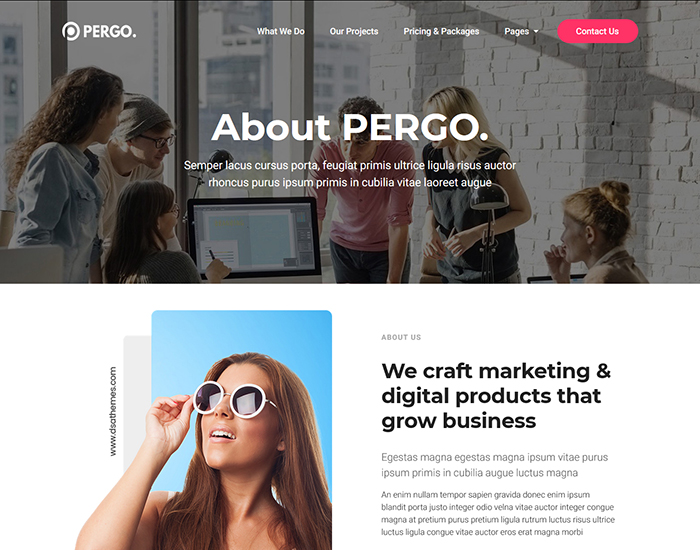 PERGO.
What We Do
Our Projects
Pricing & Packages
Pages
Contact Us
About PERGO.
Semper lacus cursus porta, feugiat primis ultrice ligula risus auctor
rhoncus purus ipsum primis in cubilia vitae laoreet augue
www.dsathemes.com
ABOUT US
We craft marketing &
digital products that
grow business
Egestas magna egestas magna ipsum vitae purus
ipsum primis in cubilia augue luctus magna
An enim nullam tempor sapien gravida donec enim ipsum
blandit porta justo integer odio velna vitae auctor integer congue
magna at pretium purus pretium ligula rutrum luctus risus ultrice
luctus ligula congue vitae auctor eros erat magna morbi